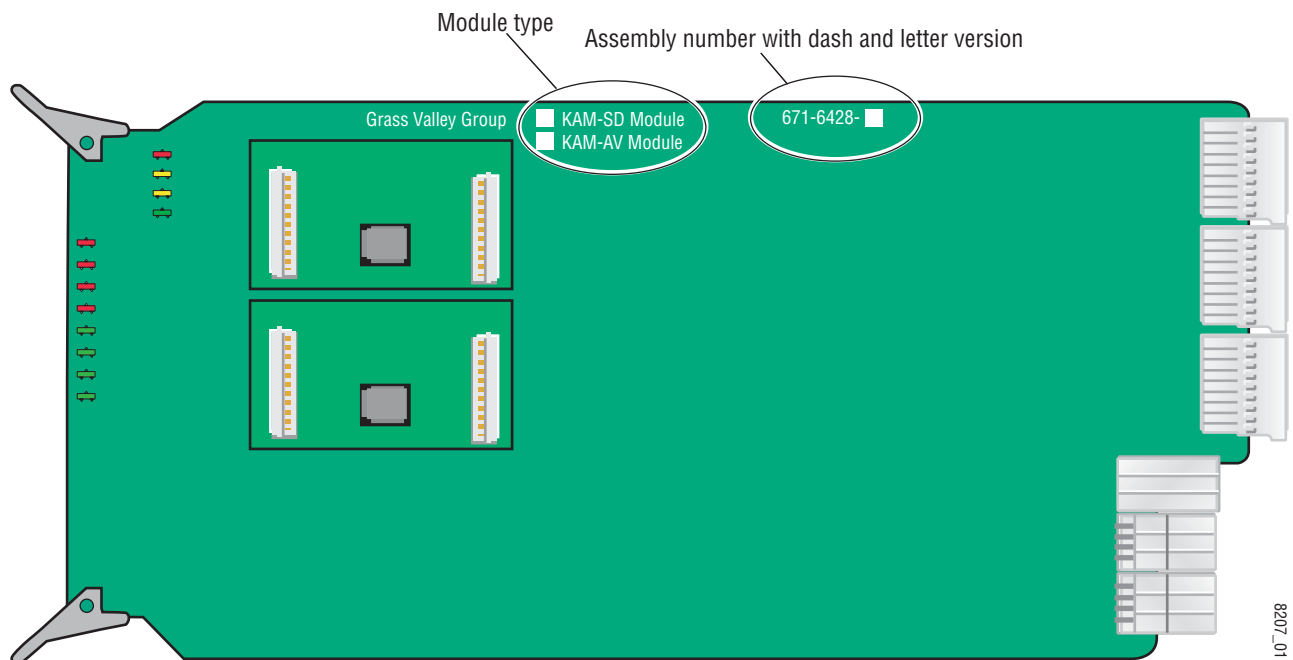 Module type
Assembly number with dash and letter version
Grass Valley Group
KAM-SD Module
671-6428-
KAM-AV Module
8207_01